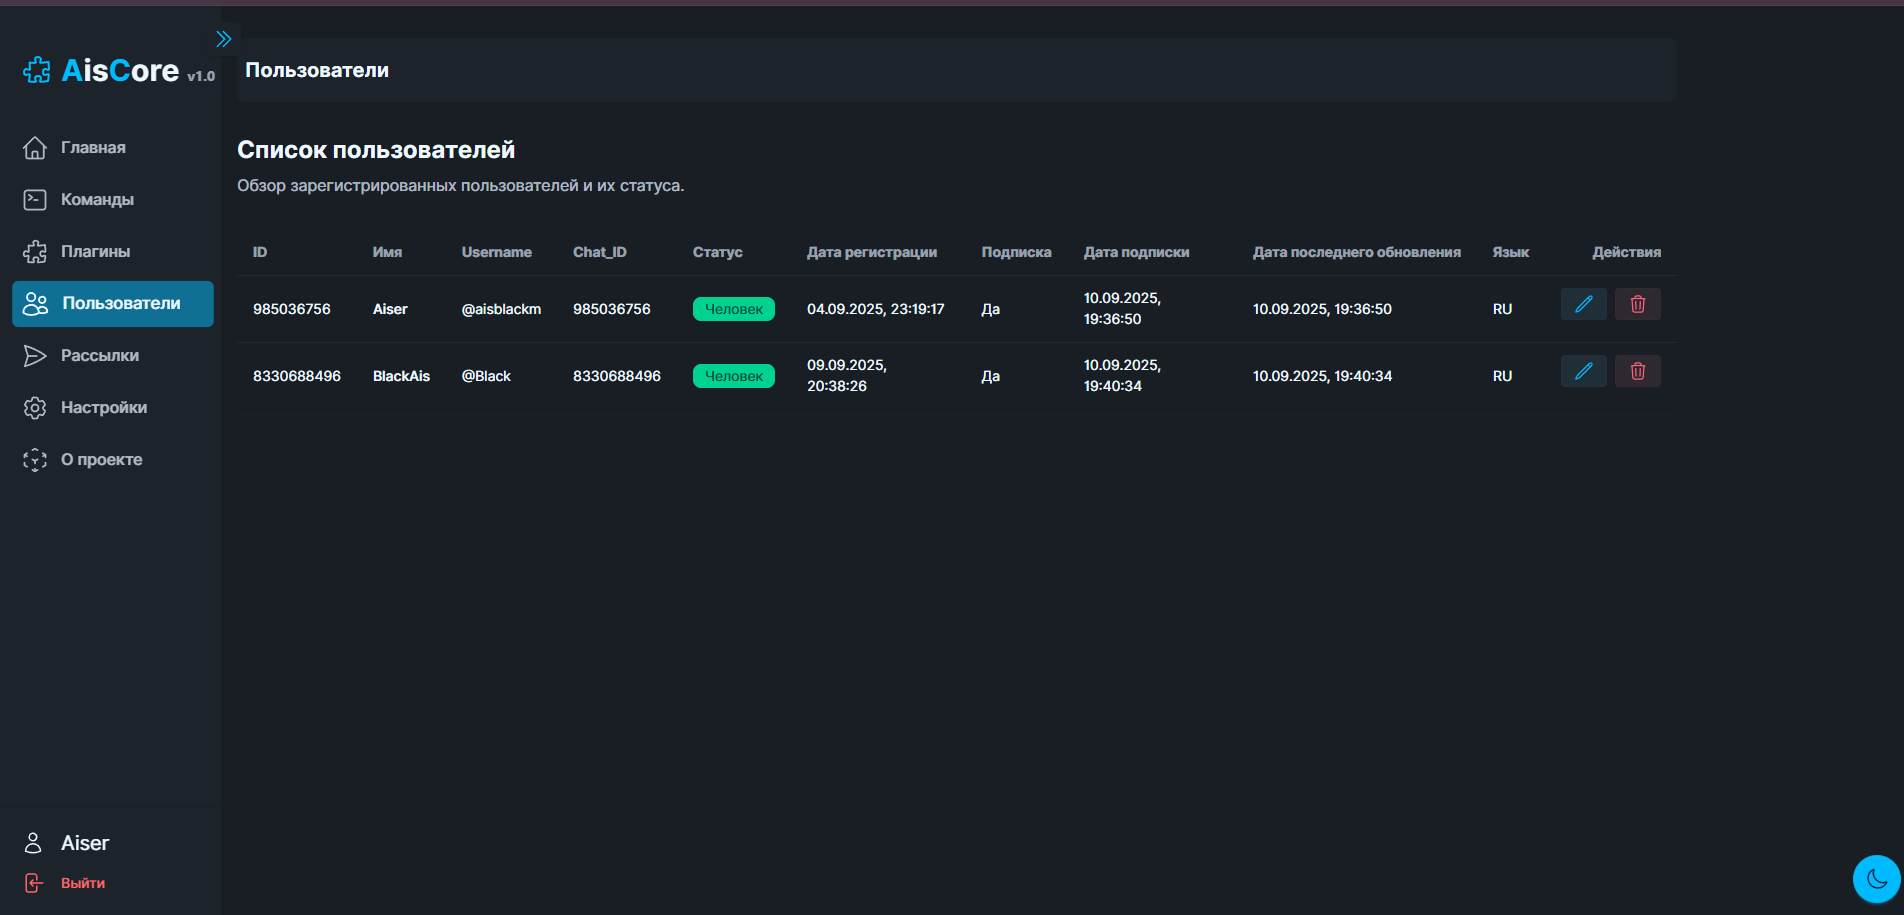 AisCore v1.0
Главная
Команды
Плагины
Пользователи
Рассылки
Настройки
О проекте
Aiser
Выйти
Пользователи
Список пользователей
Обзор зарегистрированных пользователей и их статуса.
ID Имя Username Chat_ID Статус Дата регистрации Подписка Дата подписки Дата последнего обновления Язык Действия
985036756 Aiser @aisblackm 985036756 Человек 04.09.2025, 23:19:17 Да 10.09.2025, 19:36:50 10.09.2025, 19:36:50 RU
8330688496 BlackAis @Black 8330688496 Человек 09.09.2025, 20:38:26 Да 10.09.2025, 19:40:34 10.09.2025, 19:40:34 RU